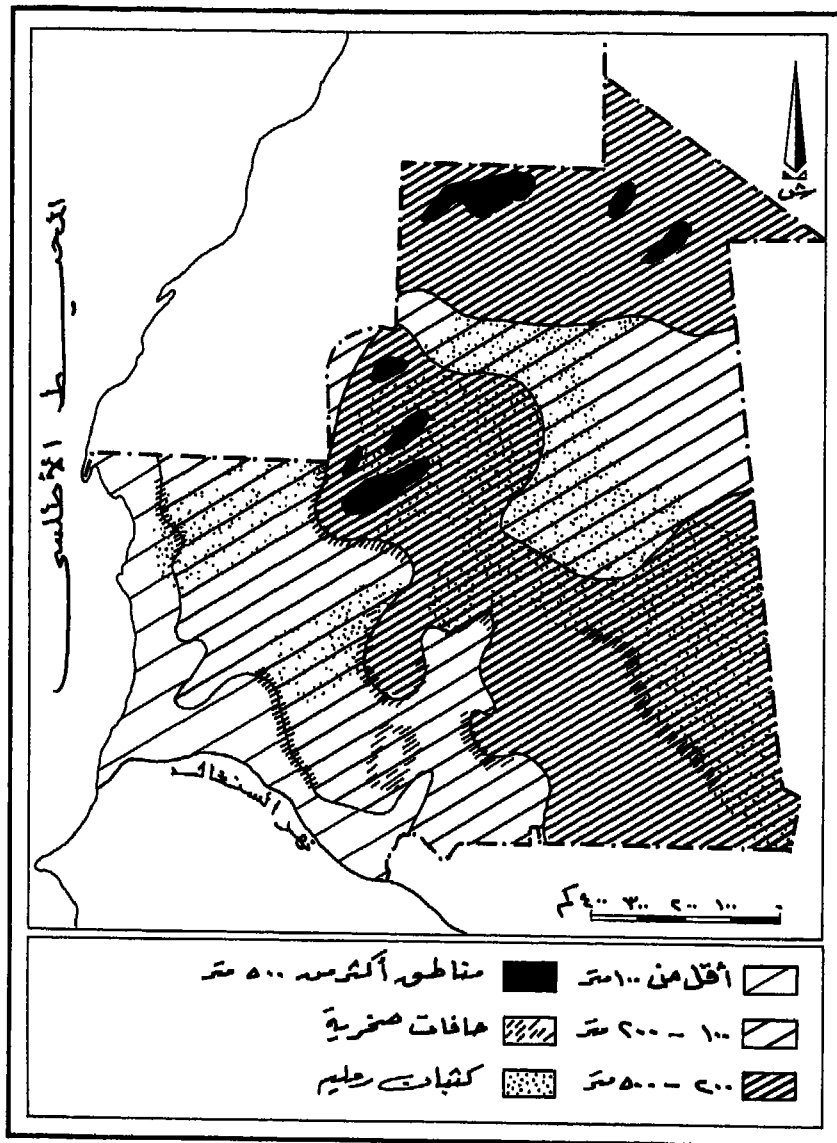 ش
المحيط الأطلسي
نهر السنغال
٤٠٠ ٣٠٠ ٢٠٠ ١٠٠ ٠ كم
أقل من ١٠٠ متر
مناطق أكثر من ٥٠٠ متر
١٠٠ - ٢٠٠ متر
حافات صخرية
٢٠٠ - ٥٠٠ متر
كثبان رملية